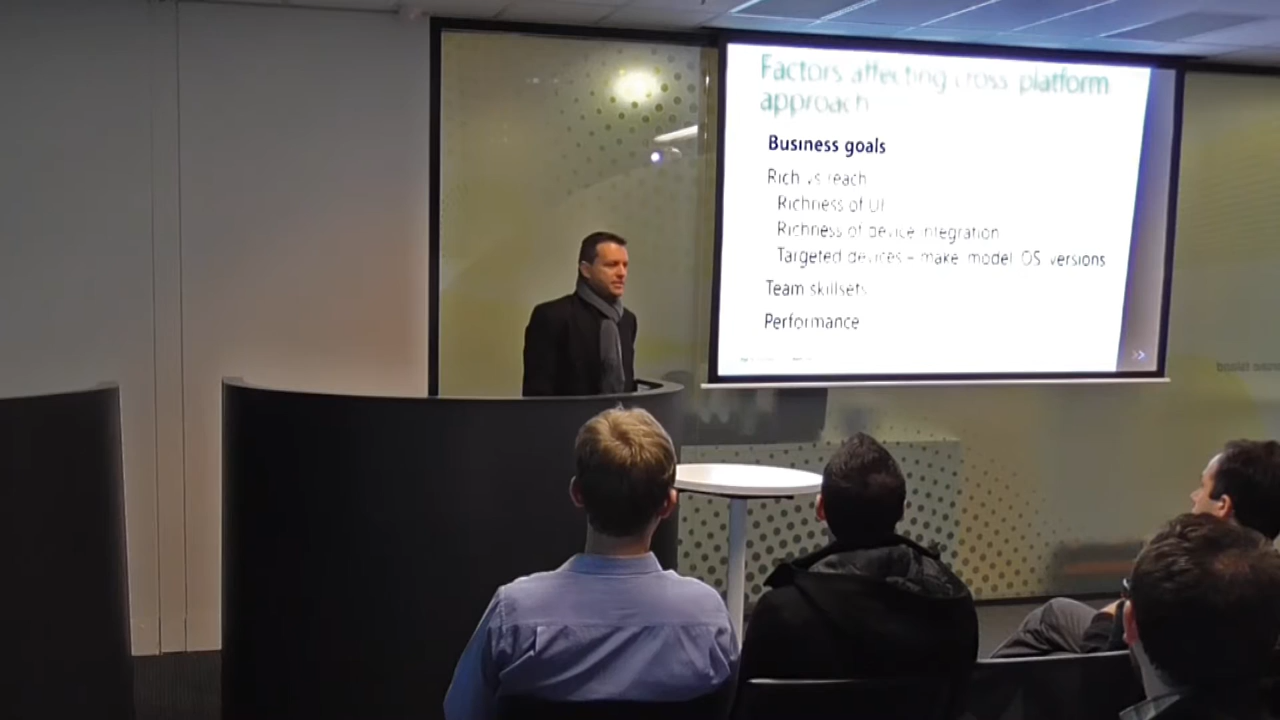 Factors affecting cross platform
approach
Business goals
Rich vs reach
Richness of UI
Richness of device integration
Targeted devices – make model OS versions
Team skillsets
Performance
>>